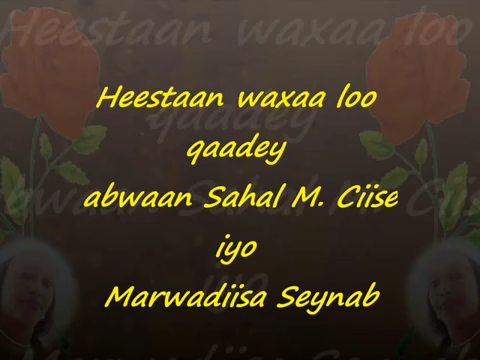 Heestaan waxaa loo
qaadey
abwaan Sahal M. Ciise
iyo
Marwadiisa Seynab